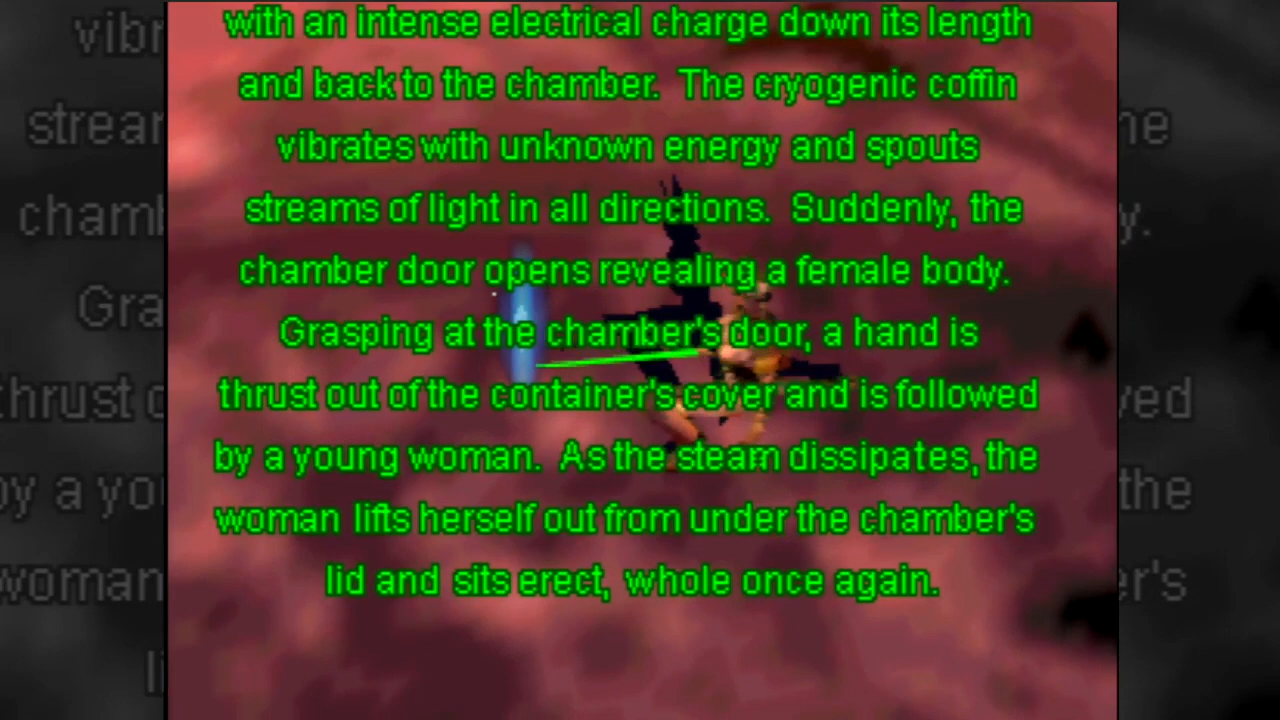 with an intense electrical charge down its length
and back to the chamber. The cryogenic coffin
vibrates with unknown energy and spouts
streams of light in all directions. Suddenly, the
chamber door opens revealing a female body.
Grasping at the chamber's door, a hand is
thrust out of the container's cover and is followed
by a young woman. As the steam dissipates, the
woman lifts herself out from under the chamber's
lid and sits erect, whole once again.